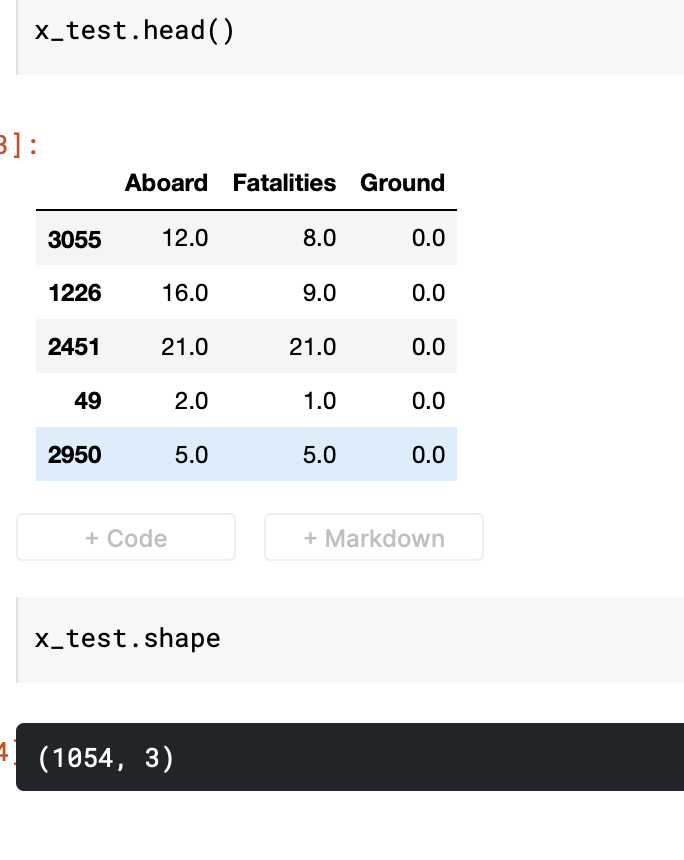 x_test.head()
3]:
Aboard Fatalities Ground
3055 12.0 8.0 0.0
1226 16.0 9.0 0.0
2451 21.0 21.0 0.0
49 2.0 1.0 0.0
2950 5.0 5.0 0.0
+ Code + Markdown
x_test.shape
4]
(1054, 3)